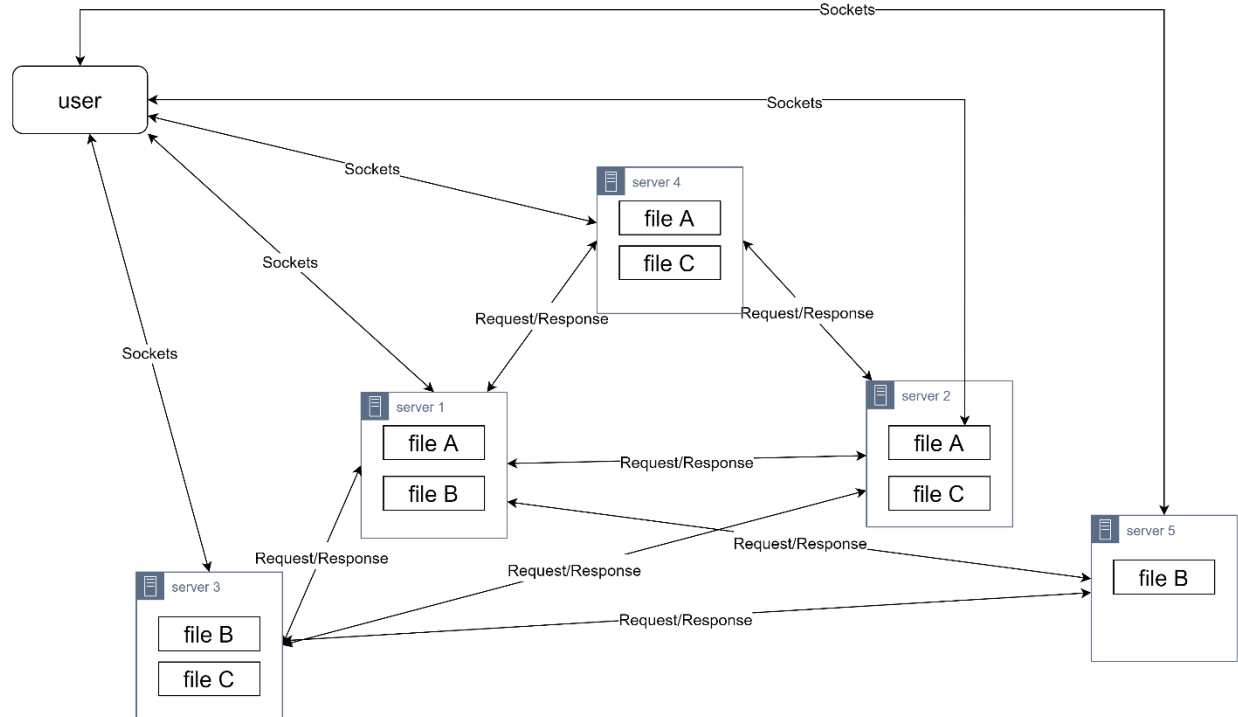 Sockets
user
Sockets
Sockets
server 4
file A
file C
Sockets
Request/Response
Request/Response
Sockets
server 1
file A
file B
server 2
file A
file C
Request/Response
Request/Response
server 5
file B
Request/Response
Request/Response
server 3
file B
file C
Request/Response